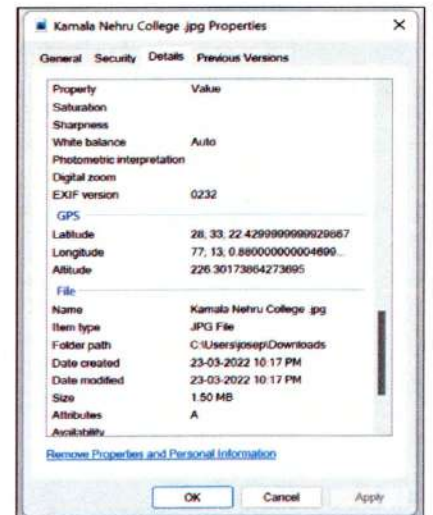 Kamala Nehru College .jpg Properties
General Security Details Previous Versions
Property Value
Saturation
Sharpness
White balance Auto
Photometric interpretation
Digital zoom
EXIF version 0232
GPS
Latitude 28; 33; 22.4299999999929667
Longitude 77; 13; 0.880000000004699...
Altitude 226.30173864273695
File
Name Kamala Nehru College .jpg
Item type JPG File
Folder path C:\Users\josep\Downloads
Date created 23-03-2022 10:17 PM
Date modified 23-03-2022 10:17 PM
Size 1.50 MB
Attributes A
Availability
Remove Properties and Personal Information
OK Cancel Apply